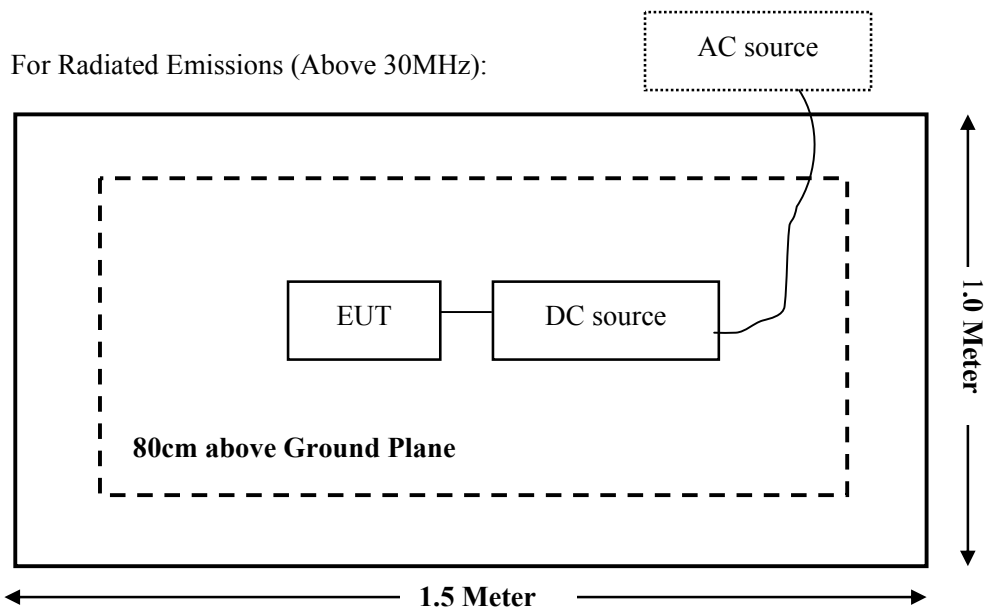 AC source
For Radiated Emissions (Above 30MHz):
EUT
DC source
1.0 Meter
80cm above Ground Plane
1.5 Meter